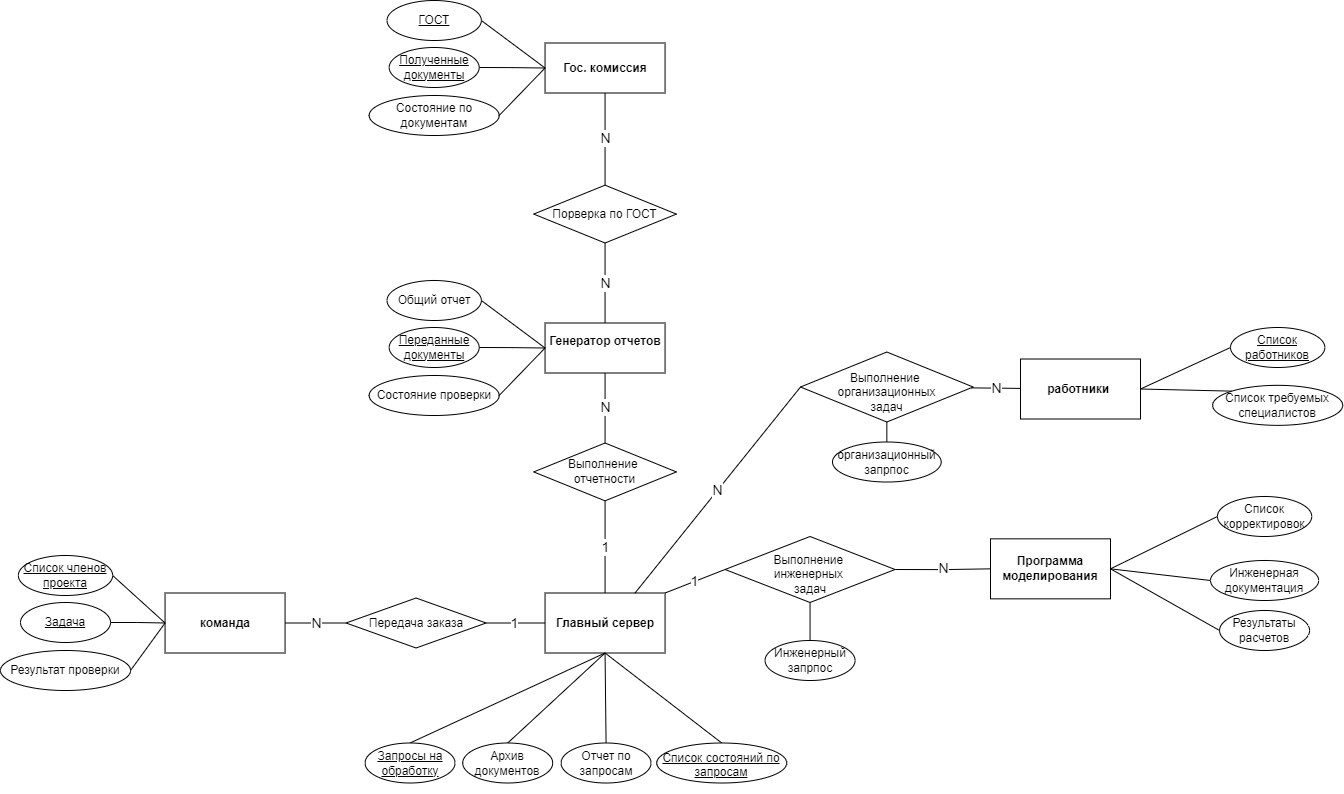 ГОСТ
Полученные
документы
Состояние по
документам
Гос. комиссия
N
Порверка по ГОСТ
N
Общий отчет
Переданные
документы
Состояние проверки
Генератор отчетов
N
Выполнение
отчетности
1
Выполнение
организационных
задач
организационный
запрпос
N
N
работники
Список
работников
Список требуемых
специалистов
Выполнение
инженерных
задач
Инженерный
запрпос
1
N
Программа
моделирования
Список
корректировок
Инженерная
документация
Результаты
расчетов
Список членов
проекта
Задача
Результат проверки
команда
N
Передача заказа
1
Главный сервер
Запросы на
обработку
Архив
документов
Отчет по
запросам
Список состояний по
запросам